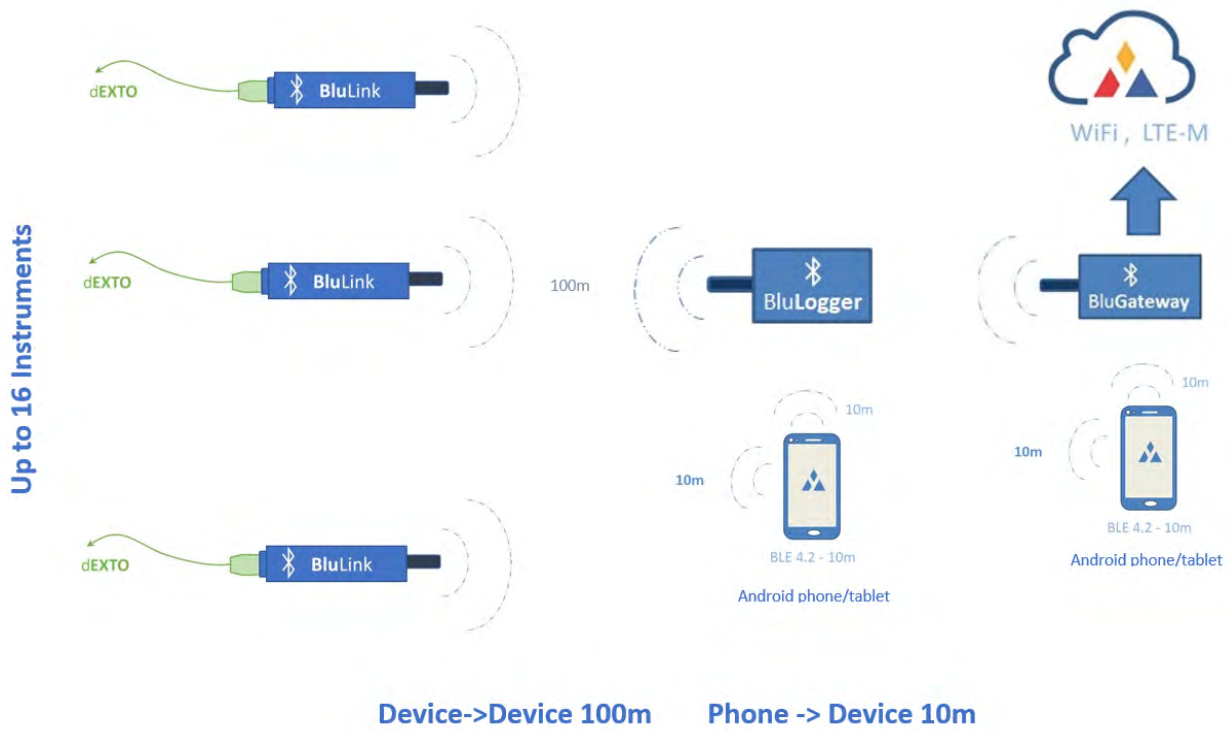 Up to 16 Instruments
dEXTO
BluLink
WiFi , LTE-M
dEXTO
BluLink
100m
BluLogger
BluGateway
10m
10m
BLE 4.2 - 10m
Android phone/tablet
10m
10m
BLE 4.2 - 10m
Android phone/tablet
dEXTO
BluLink
Device->Device 100m
Phone -> Device 10m